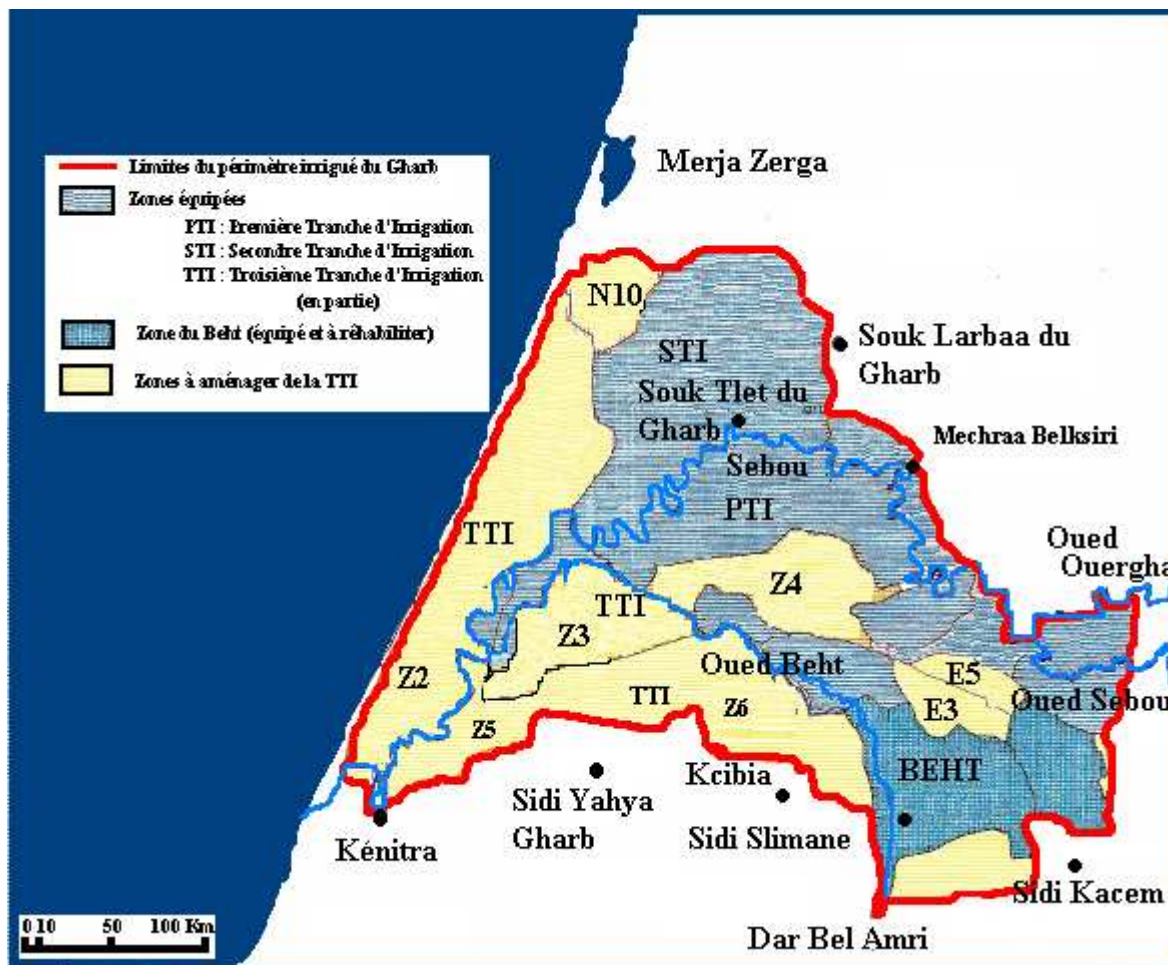 Limites du périmètre irrigué du Gharb
Zones équipées
PTI : Première Tranche d'Irrigation
STI : Secondre Tranche d'Irrigation
TTI : Troisième Tranche d'Irrigation
(en partie)
Zone du Beht (équipé et à réhabiliter)
Zones à aménager de la TTI
Merja Zerga
N10
STI
Souk Larbaa du
Gharb
Souk Tlet du
Gharb
Mechraa Belksiri
Sebou
PTI
TTI
Oued
Ouergha
Z4
TTI
Z3
Oued Beht
Z2
E5
TTI
Z6
E3
Oued Sebou
Z5
BEHT
Kcibia
Sidi Yahya
Gharb
Sidi Slimane
Kénitra
Sidi Kacem
Dar Bel Amri
0 10 50 100 Km